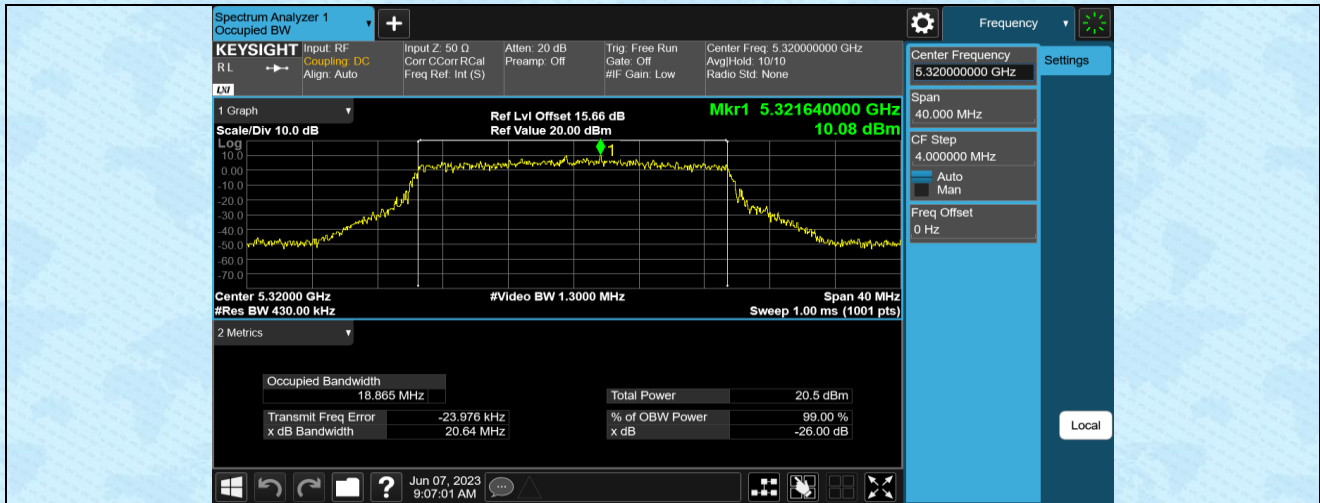 Spectrum Analyzer 1
Occupied BW
Frequency
KEYSIGHT
R L
LXI
Input: RF
Coupling: DC
Align: Auto
Input Z: 50 Ω
Corr CCorr RCal
Freq Ref: Int (S)
Atten: 20 dB
Preamp: Off
Trig: Free Run
Gate: Off
#IF Gain: Low
Center Freq: 5.320000000 GHz
Avg|Hold: 10/10
Radio Std: None
1 Graph
Scale/Div 10.0 dB
Ref Lvl Offset 15.66 dB
Ref Value 20.00 dBm
Mkr1 5.321640000 GHz
10.08 dBm
Log
10.0
0.00
-10.0
-20.0
-30.0
-40.0
-50.0
-60.0
-70.0
1
Center 5.32000 GHz
#Res BW 430.00 kHz
#Video BW 1.3000 MHz
Span 40 MHz
Sweep 1.00 ms (1001 pts)
2 Metrics
Occupied Bandwidth
18.865 MHz
Transmit Freq Error -23.976 kHz
x dB Bandwidth 20.64 MHz
Total Power 20.5 dBm
% of OBW Power 99.00 %
x dB -26.00 dB
Center Frequency
5.320000000 GHz
Span
40.000 MHz
CF Step
4.000000 MHz
Auto
Man
Freq Offset
0 Hz
Settings
Local
?
Jun 07, 2023
9:07:01 AM